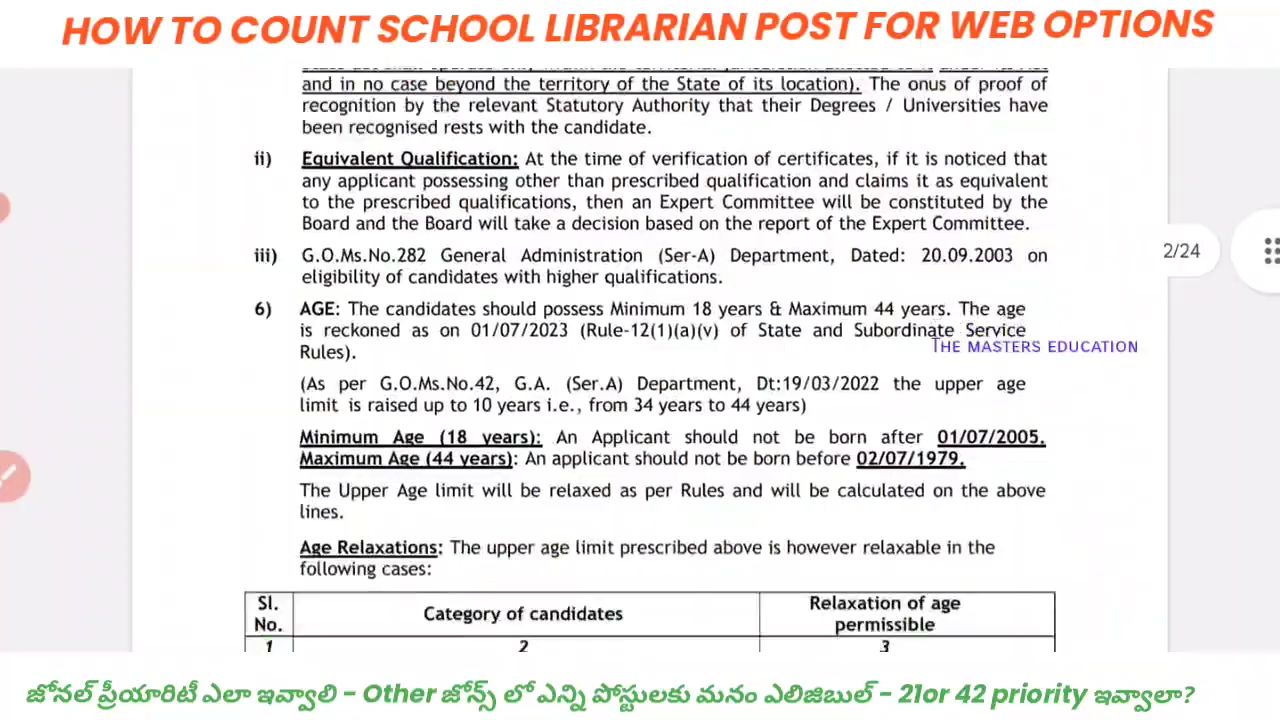 HOW TO COUNT SCHOOL LIBRARIAN POST FOR WEB OPTIONS
and in no case beyond the territory of the State of its location). The onus of proof of
recognition by the relevant Statutory Authority that their Degrees / Universities have
been recognised rests with the candidate.
ii) Equivalent Qualification: At the time of verification of certificates, if it is noticed that
any applicant possessing other than prescribed qualification and claims it as equivalent
to the prescribed qualifications, then an Expert Committee will be constituted by the
Board and the Board will take a decision based on the report of the Expert Committee.
iii) G.O.Ms.No.282 General Administration (Ser-A) Department, Dated: 20.09.2003 on
eligibility of candidates with higher qualifications.
2/24
6) AGE: The candidates should possess Minimum 18 years & Maximum 44 years. The age
is reckoned as on 01/07/2023 (Rule-12(1)(a)(v) of State and Subordinate Service
Rules).
THE MASTERS EDUCATION
(As per G.O.Ms.No.42, G.A. (Ser.A) Department, Dt:19/03/2022 the upper age
limit is raised up to 10 years i.e., from 34 years to 44 years)
Minimum Age (18 years): An Applicant should not be born after 01/07/2005.
Maximum Age (44 years): An applicant should not be born before 02/07/1979.
The Upper Age limit will be relaxed as per Rules and will be calculated on the above
lines.
Age Relaxations: The upper age limit prescribed above is however relaxable in the
following cases:
Sl. No. Category of candidates Relaxation of age permissible
1 2 3
జోనల్ ప్రీయారిటీ ఎలా ఇవ్వాలి - Other జోన్స్ లో ఎన్ని పోస్టులకు మనం ఎలిజిబుల్ - 21or 42 priority ఇవ్వాలా?